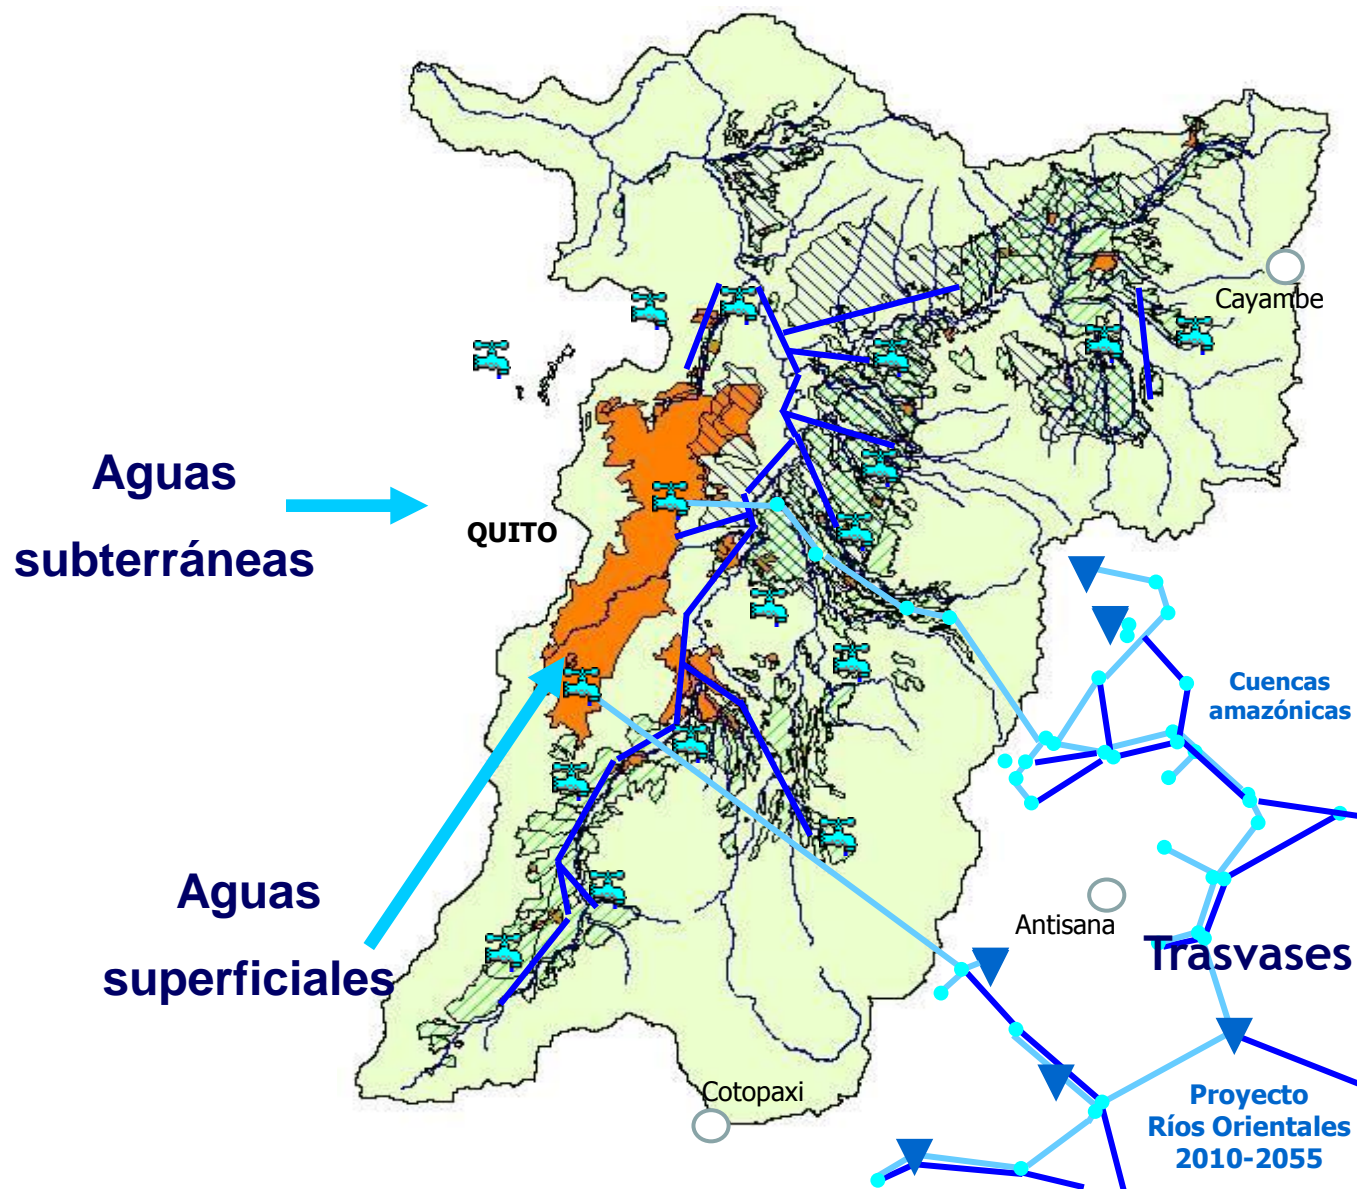 Cayambe
Aguas
subterráneas
QUITO
Cuencas
amazónicas
Aguas
superficiales
Antisana
Trasvases
Cotopaxi
Proyecto
Ríos Orientales
2010-2055